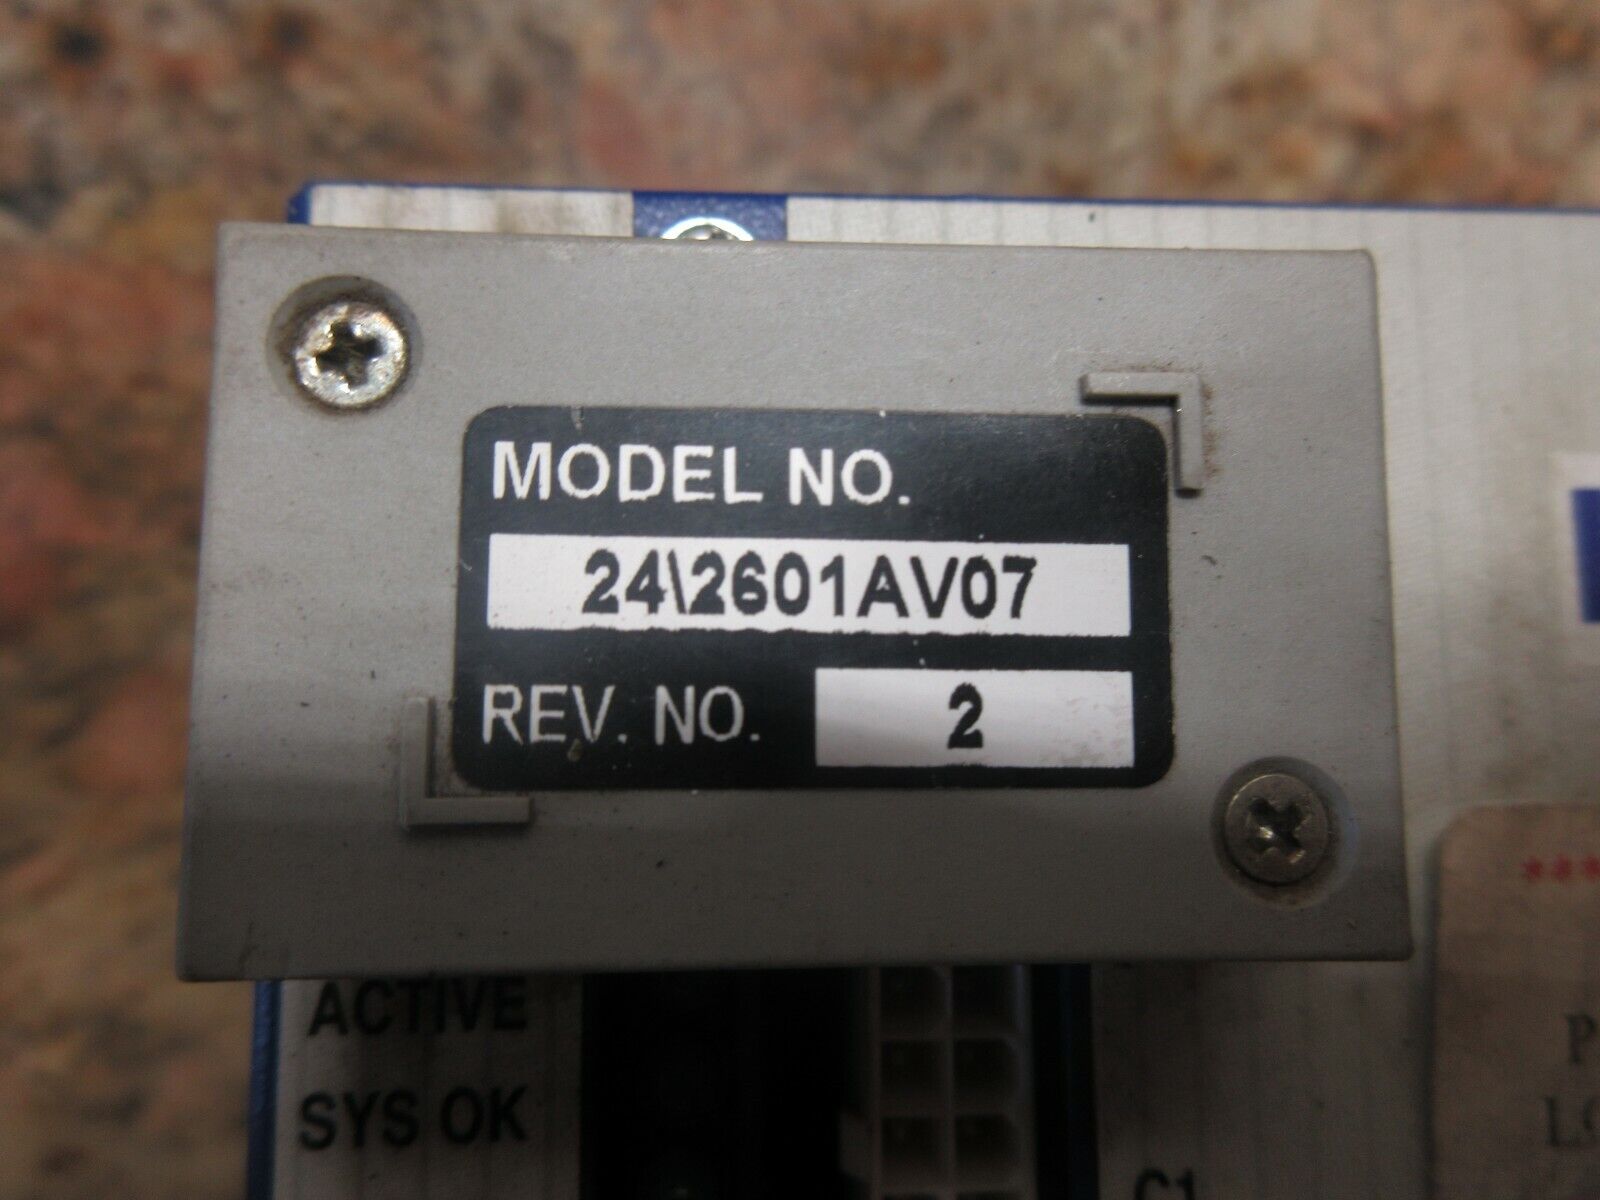 MODEL NO.
24\2601AV07
REV. NO. 2
ACTIVE
SYS OK
***
C1